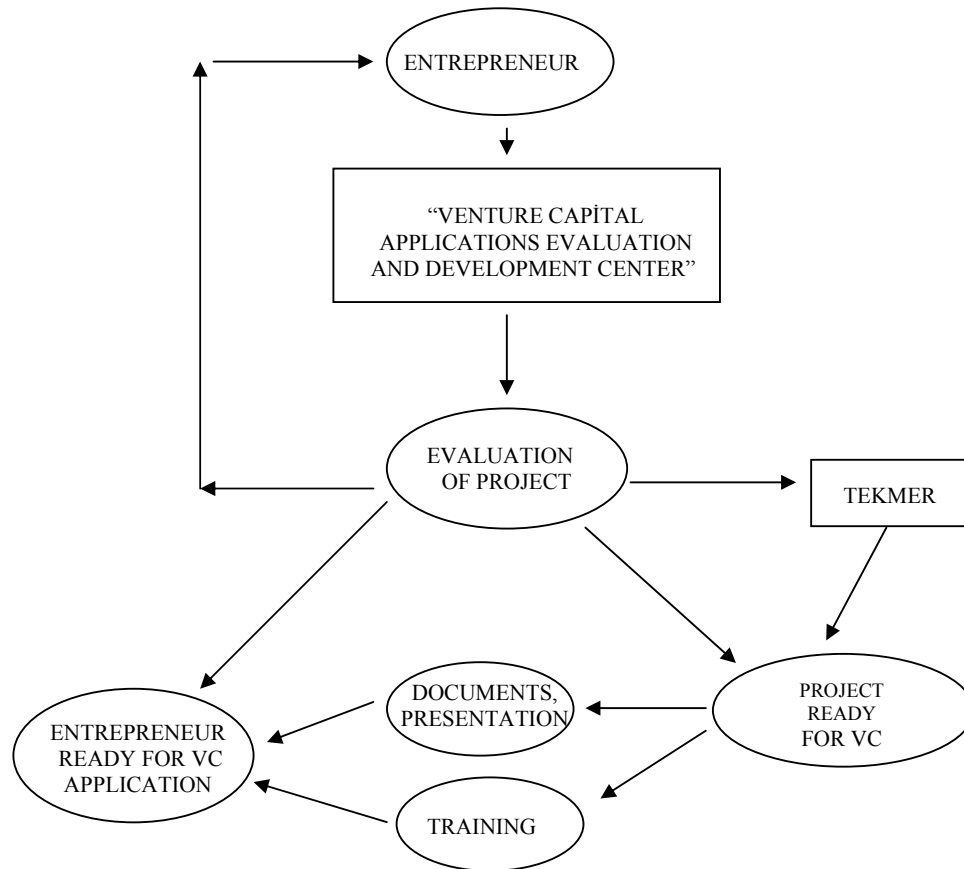 ENTREPRENEUR
“VENTURE CAPİTAL
APPLICATIONS EVALUATION
AND DEVELOPMENT CENTER”
EVALUATION
OF PROJECT
TEKMER
DOCUMENTS,
PRESENTATION
PROJECT
READY
FOR VC
ENTREPRENEUR
READY FOR VC
APPLICATION
TRAINING